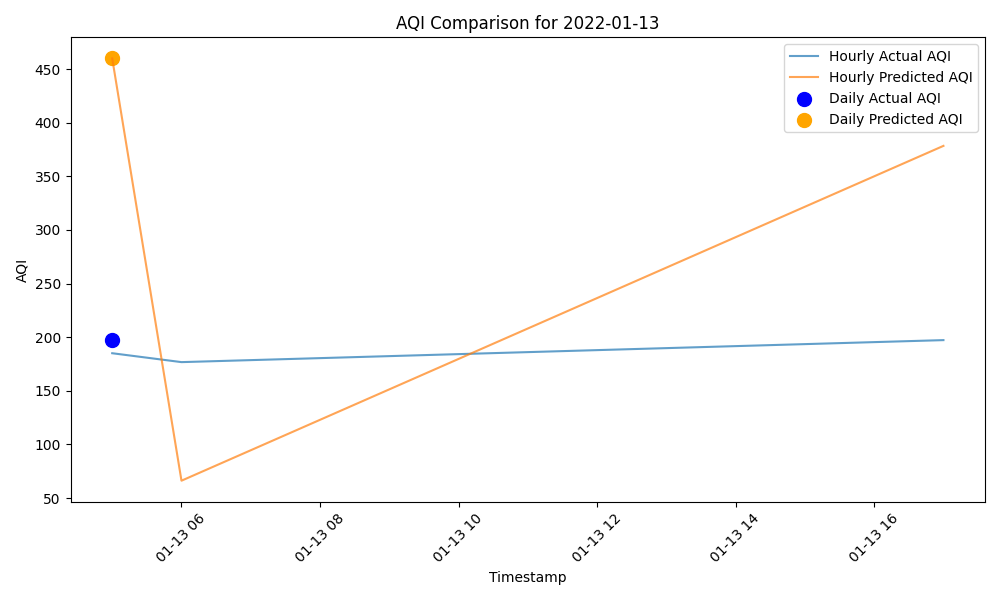 AQI Comparison for 2022-01-13
Hourly Actual AQI
Hourly Predicted AQI
Daily Actual AQI
Daily Predicted AQI
AQI
450
400
350
300
250
200
150
100
50
01-13 06
01-13 08
01-13 10
01-13 12
01-13 14
01-13 16
Timestamp